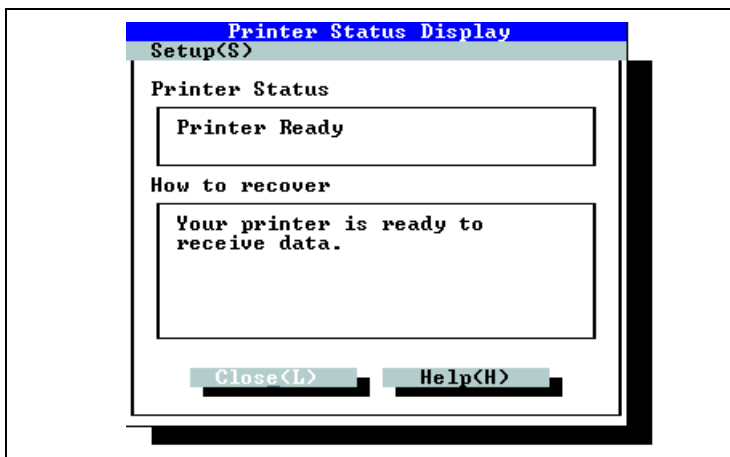 Printer Status Display
Setup(S)
Printer Status
Printer Ready
How to recover
Your printer is ready to
receive data.
Close(L) Help(H)